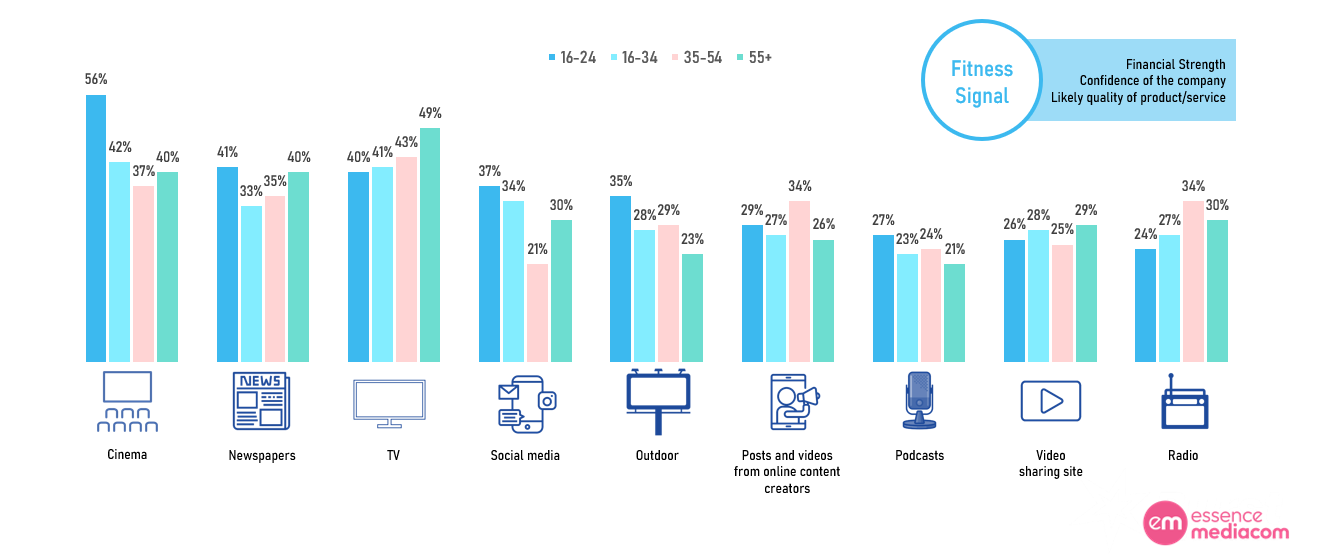 16-24 16-34 35-54 55+
Fitness
Signal
Financial Strength
Confidence of the company
Likely quality of product/service
56% 42% 37% 40%
41% 33% 35% 40%
40% 41% 43% 49%
37% 34% 21% 30%
35% 28% 29% 23%
29% 27% 34% 26%
27% 23% 24% 21%
26% 28% 25% 29%
24% 27% 34% 30%
NEWS
Cinema
Newspapers
TV
Social media
Outdoor
Posts and videos
from online content
creators
Podcasts
Video
sharing site
Radio
em
essence
mediacom